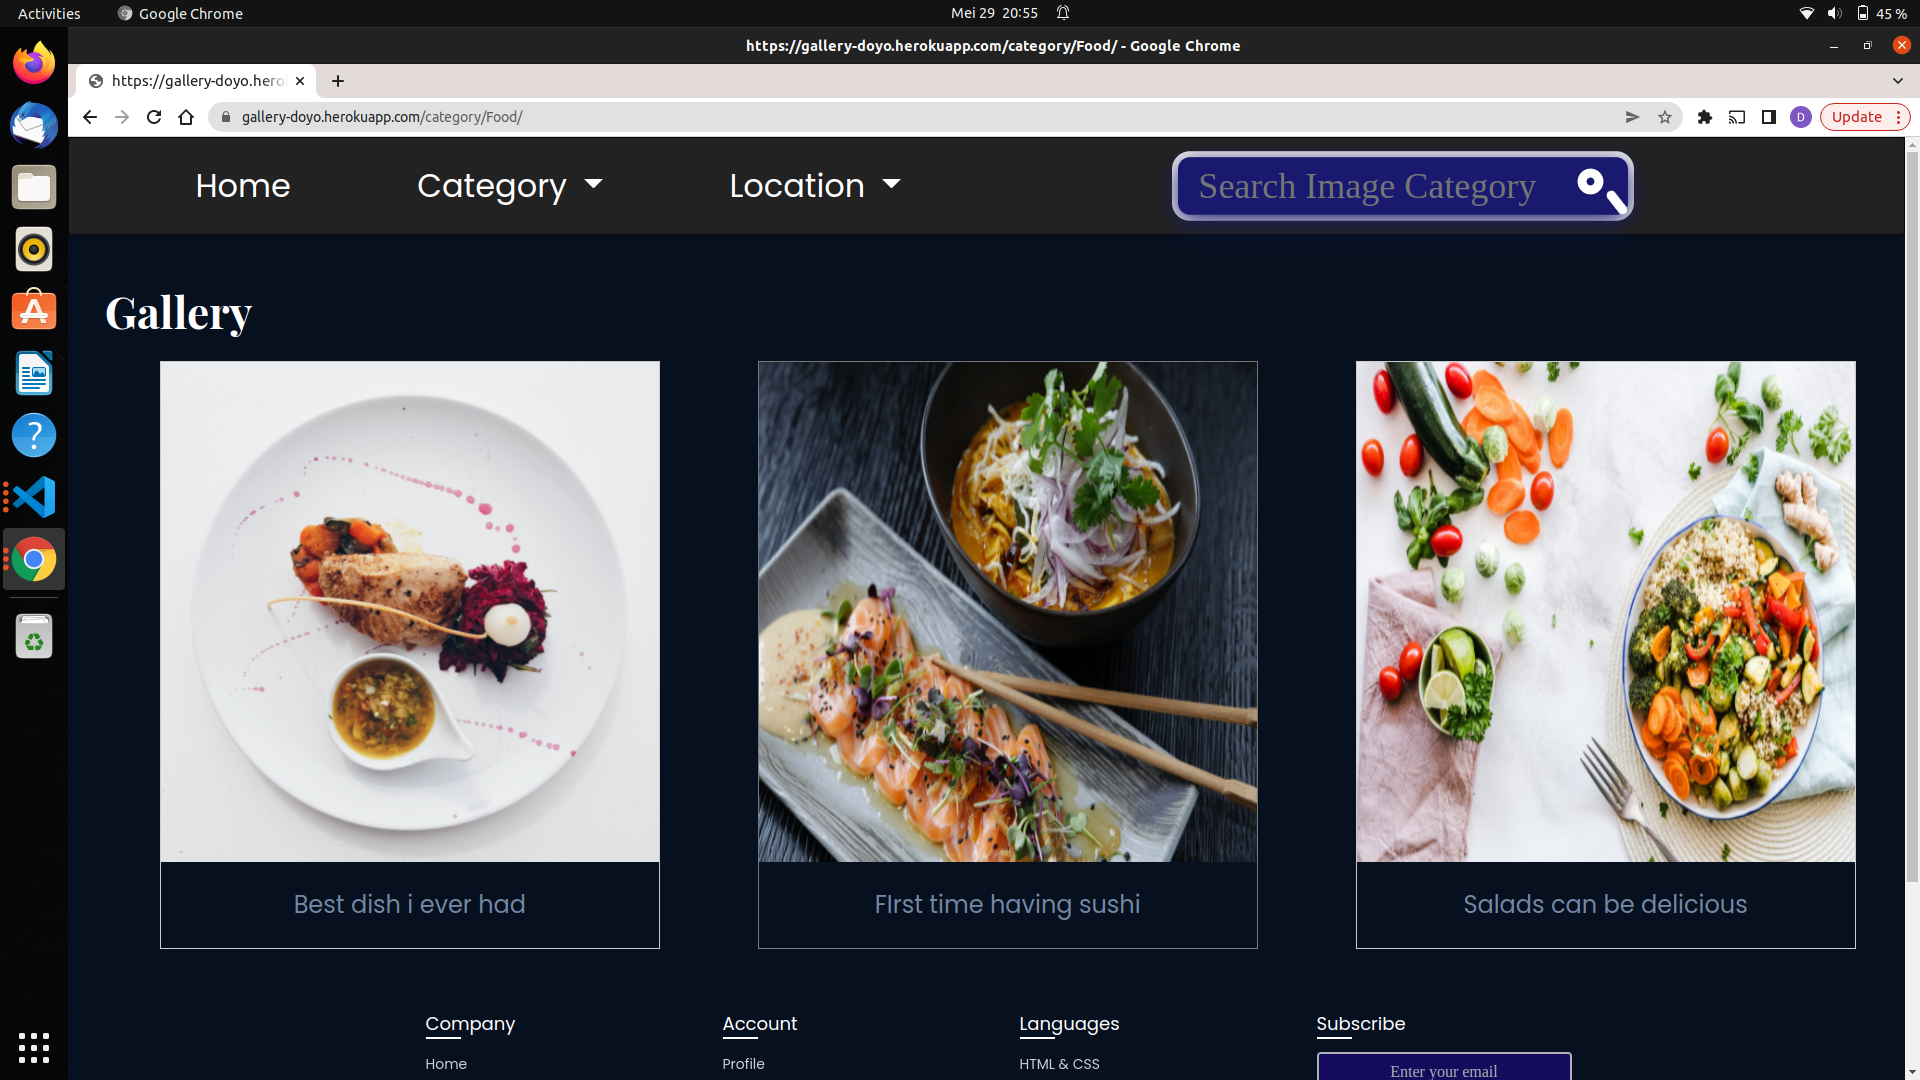 Activities
Google Chrome
Mei 29 20:55
45 %
https://gallery-doyo.herokuapp.com/category/Food/ - Google Chrome
https://gallery-doyo.hero
gallery-doyo.herokuapp.com/category/Food/
D
Update
Home
Category
Location
Search Image Category
Gallery
Best dish i ever had
FIrst time having sushi
Salads can be delicious
Company
Account
Languages
Subscribe
Home
Profile
HTML & CSS
Enter your email